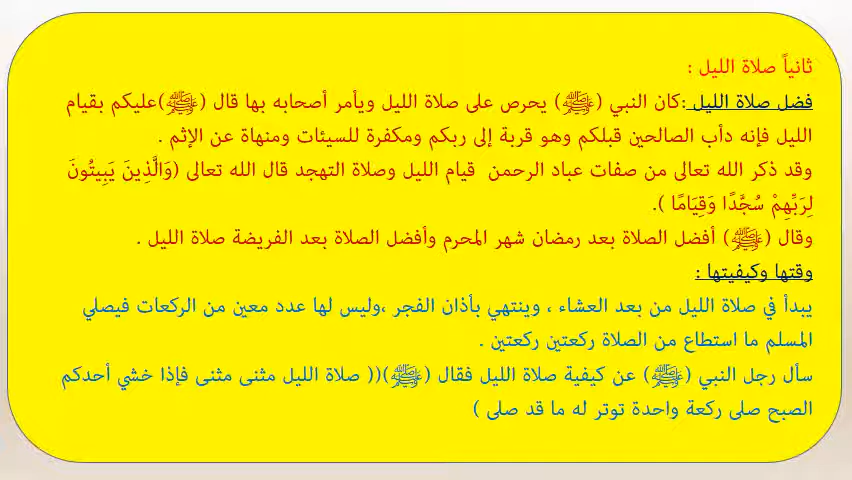 ثانياً صلاة الليل :
فضل صلاة الليل :كان النبي (ﷺ) يحرص على صلاة الليل ويأمر أصحابه بها قال (ﷺ)عليكم بقيام
الليل فإنه دأب الصالحين قبلكم وهو قربة إلى ربكم ومكفرة للسيئات ومنهاة عن الإثم .
وقد ذكر الله تعالى من صفات عباد الرحمن قيام الليل وصلاة التهجد قال الله تعالى (وَالَّذِينَ يَبِيتُونَ
لِرَبِّهِمْ سُجَّدًا وَقِيَامًا ).
وقال (ﷺ) أفضل الصلاة بعد رمضان شهر المحرم وأفضل الصلاة بعد الفريضة صلاة الليل .
وقتها وكيفيتها :
يبدأ في صلاة الليل من بعد العشاء ، وينتهي بأذان الفجر ،وليس لها عدد معين من الركعات فيصلي
المسلم ما استطاع من الصلاة ركعتين ركعتين .
سأل رجل النبي (ﷺ) عن كيفية صلاة الليل فقال (ﷺ)(( صلاة الليل مثنى مثنى فإذا خشي أحدكم
الصبح صلى ركعة واحدة توتر له ما قد صلى )